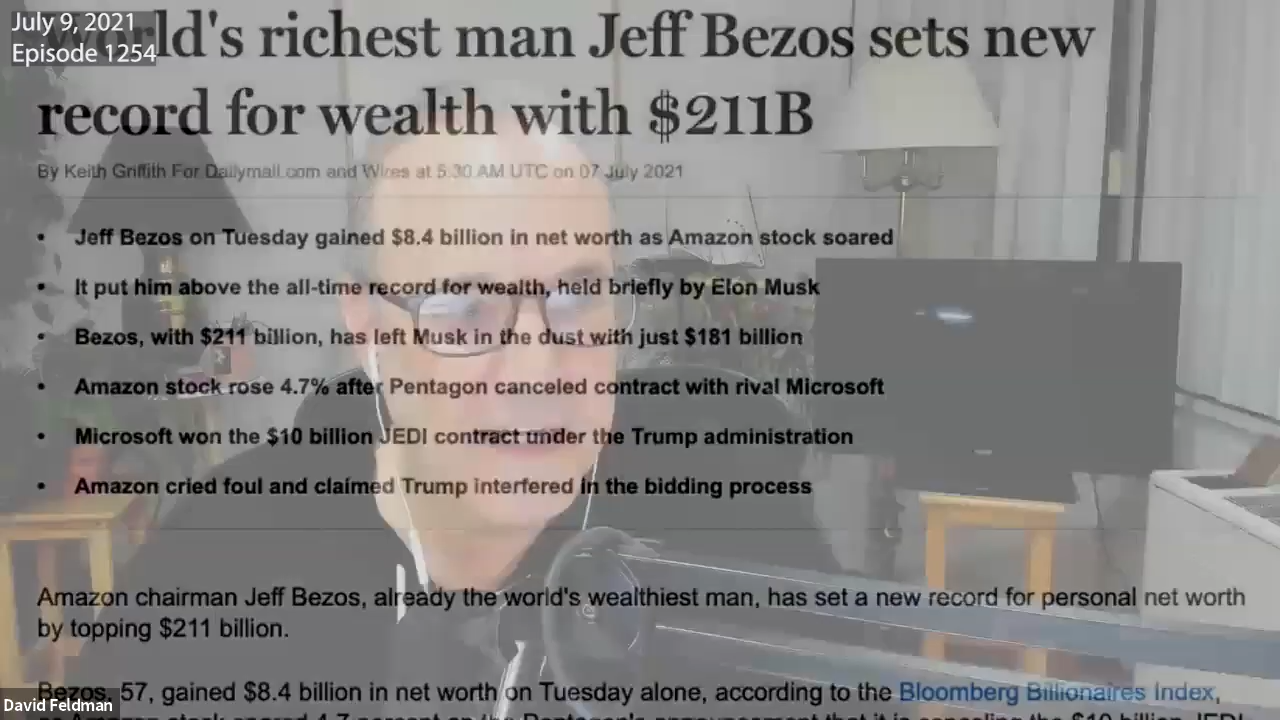 July 9, 2021
Episode 1254
World's richest man Jeff Bezos sets new
record for wealth with $211B
By Keith Griffith For Dailymail.com and Wires at 5:30 AM UTC on 07 July 2021
• Jeff Bezos on Tuesday gained $8.4 billion in net worth as Amazon stock soared
• It put him above the all-time record for wealth, held briefly by Elon Musk
• Bezos, with $211 billion, has left Musk in the dust with just $181 billion
• Amazon stock rose 4.7% after Pentagon canceled contract with rival Microsoft
• Microsoft won the $10 billion JEDI contract under the Trump administration
• Amazon cried foul and claimed Trump interfered in the bidding process
Amazon chairman Jeff Bezos, already the world's wealthiest man, has set a new record for personal net worth
by topping $211 billion.
Bezos, 57, gained $8.4 billion in net worth on Tuesday alone, according to the Bloomberg Billionaires Index,
David Feldman